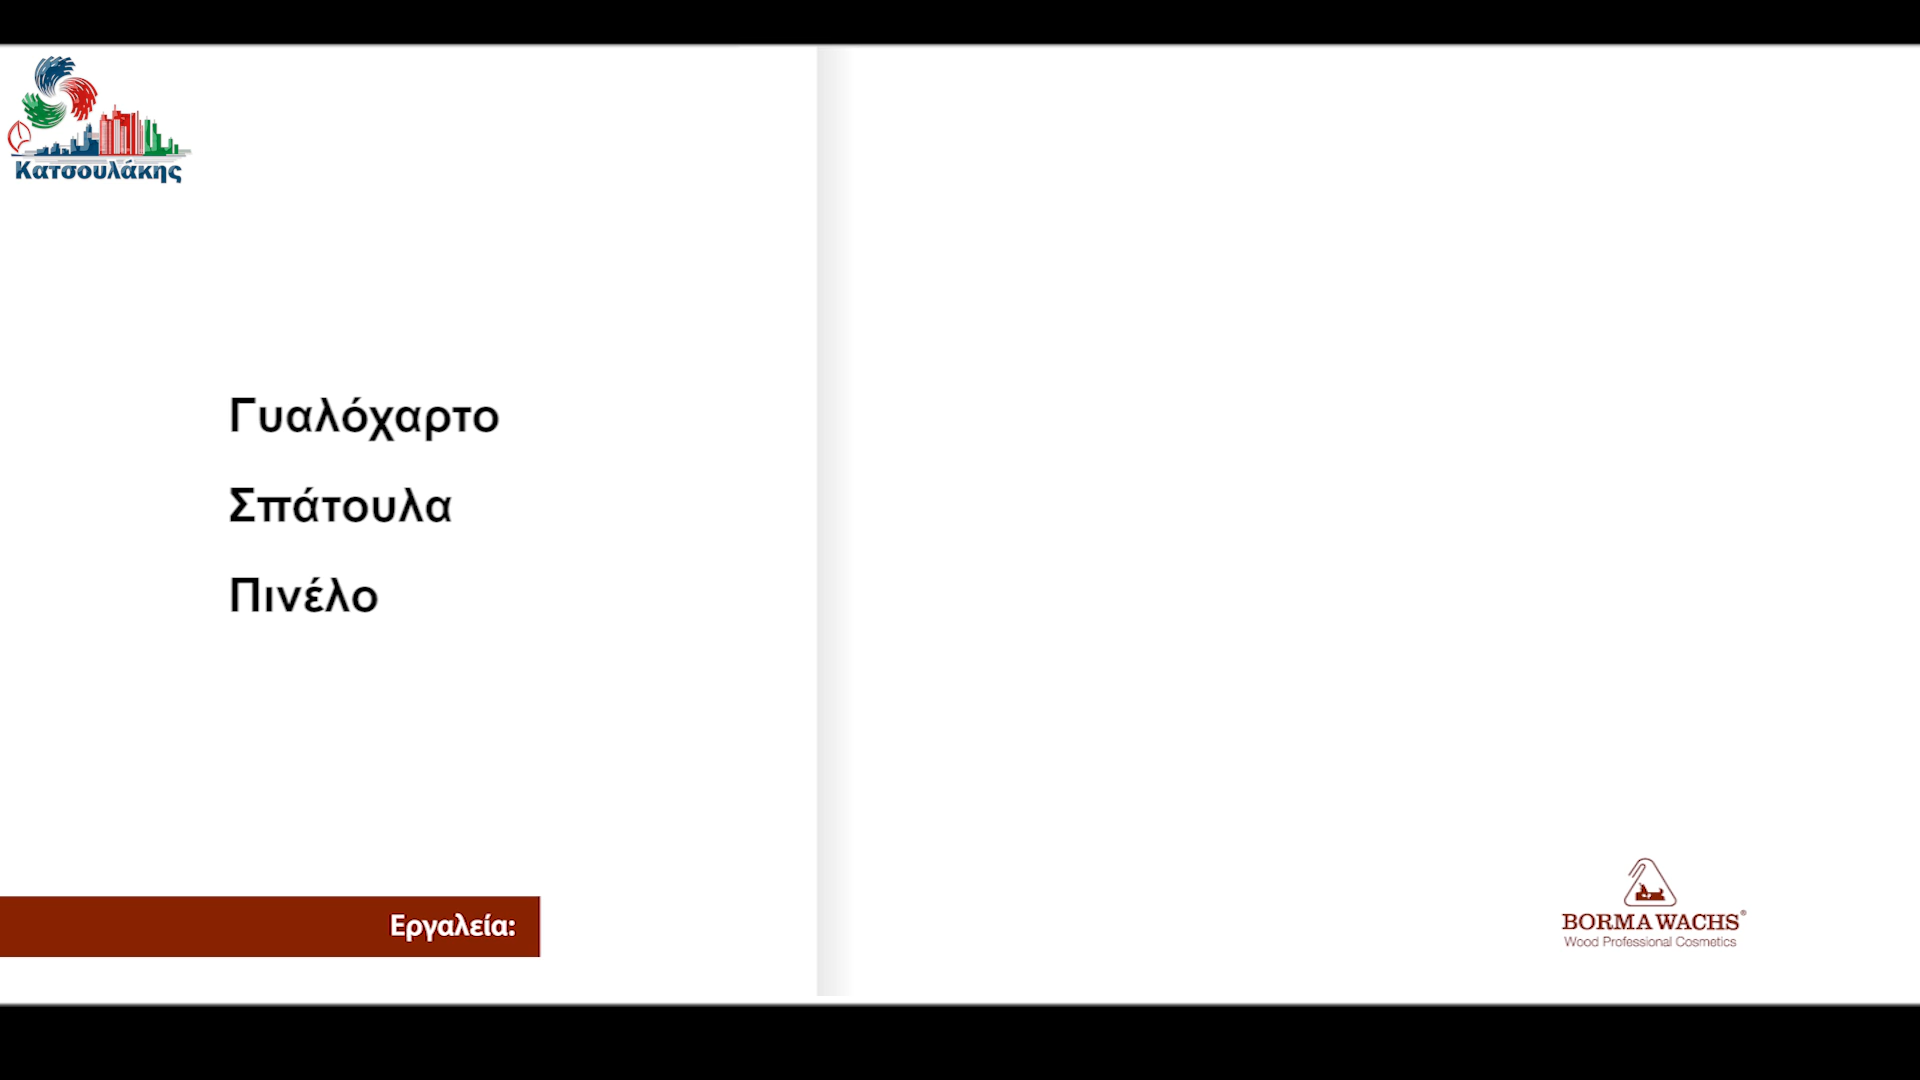 Κατσουλάκης
Γυαλόχαρτο
Σπάτουλα
Πινέλο
Εργαλεία:
BORMA WACHS®
Wood Professional Cosmetics